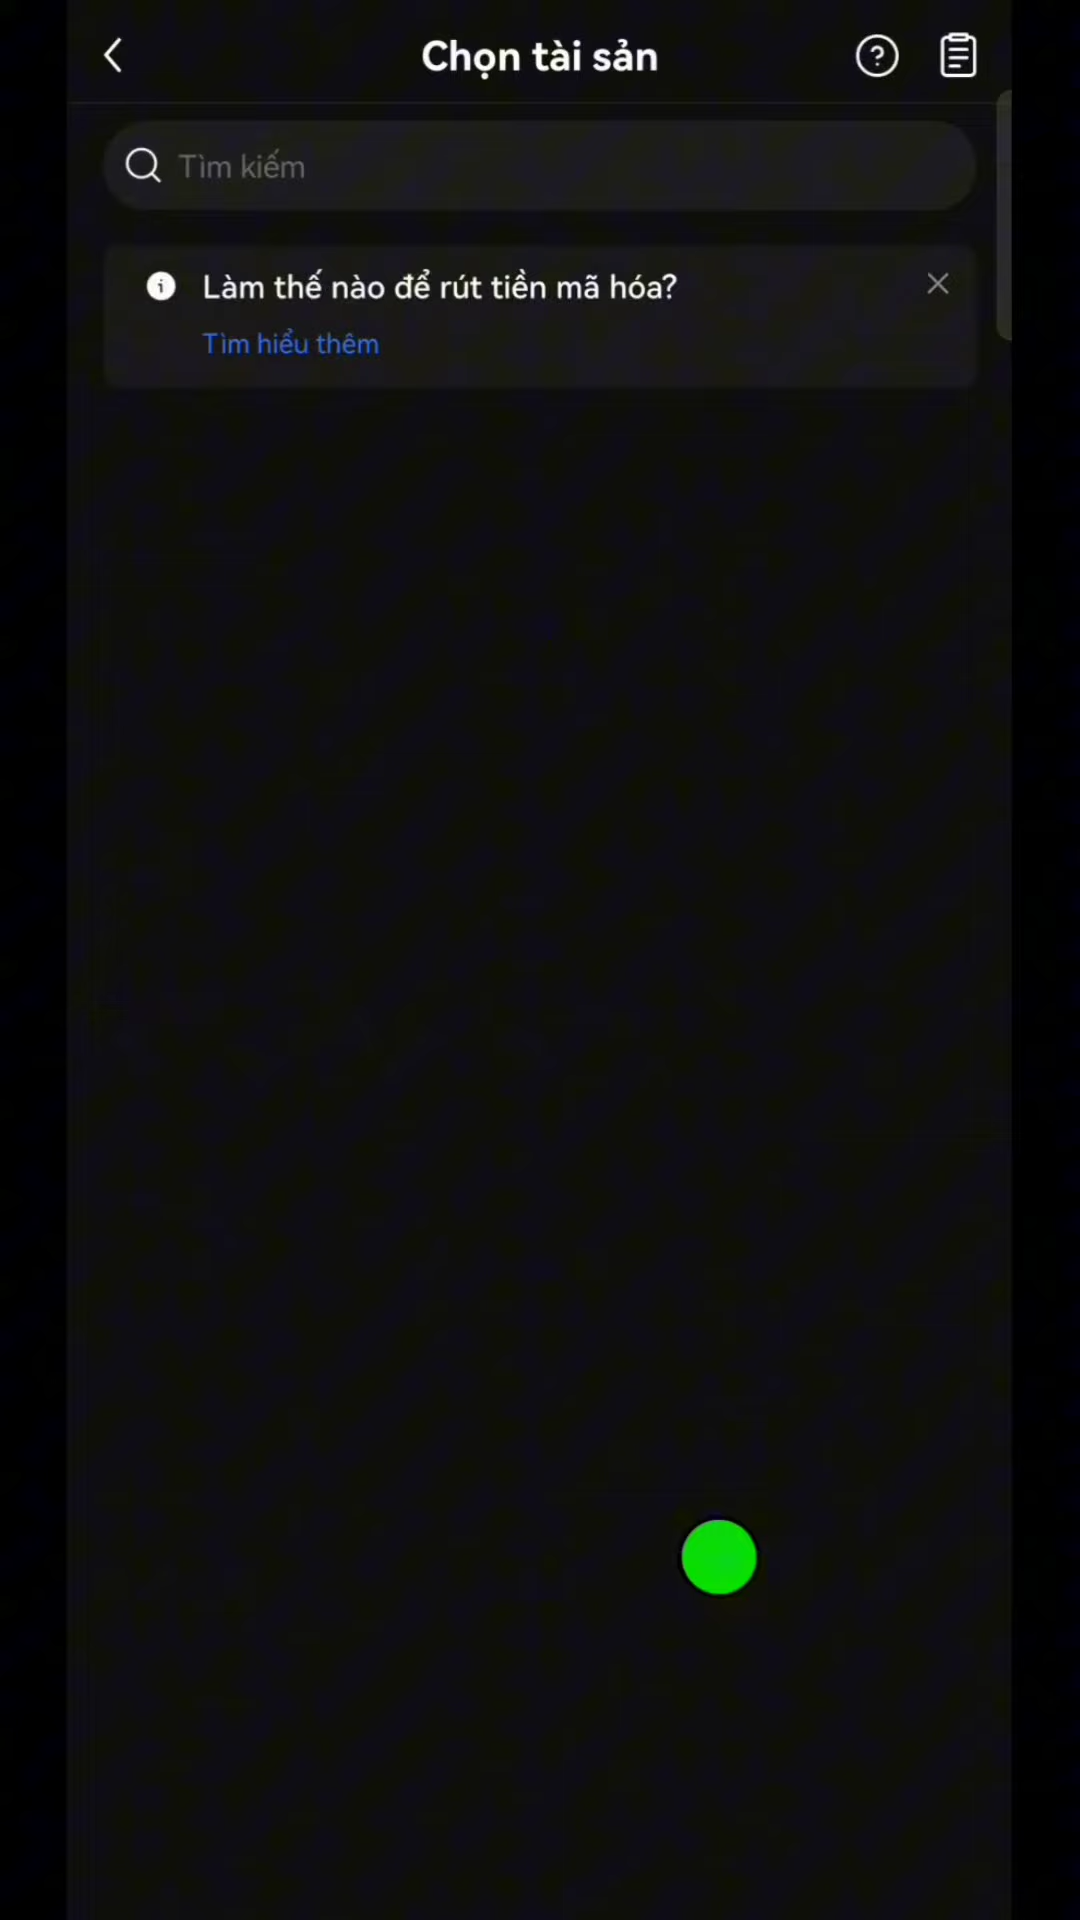 Chọn tài sản
Tìm kiếm
Làm thế nào để rút tiền mã hóa?
Tìm hiểu thêm